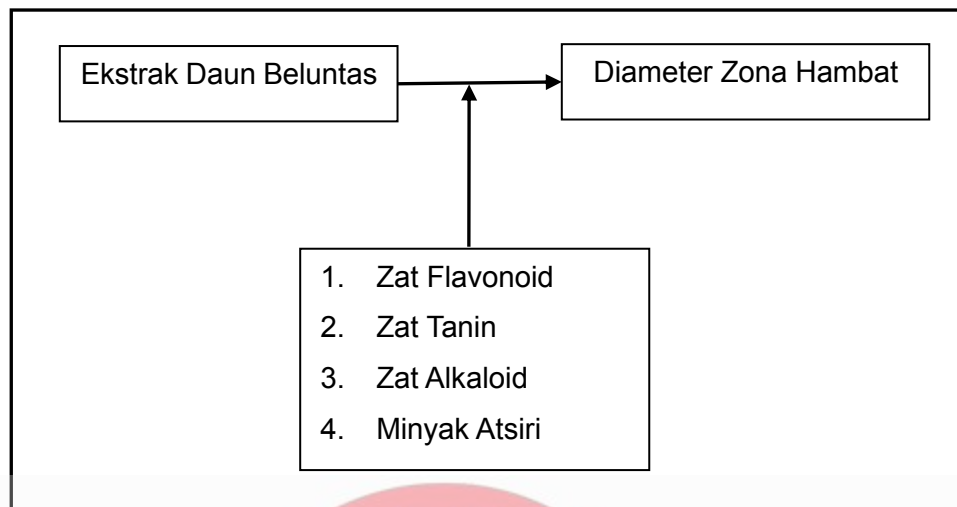 Ekstrak Daun Beluntas
Diameter Zona Hambat
1. Zat Flavonoid
2. Zat Tanin
3. Zat Alkaloid
4. Minyak Atsiri